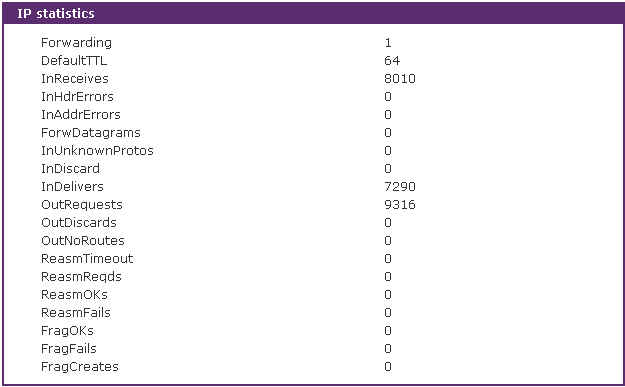 IP statistics
Forwarding 1
DefaultTTL 64
InReceives 8010
InHdrErrors 0
InAddrErrors 0
ForwDatagrams 0
InUnknownProtos 0
InDiscard 0
InDelivers 7290
OutRequests 9316
OutDiscards 0
OutNoRoutes 0
ReasmTimeout 0
ReasmReqds 0
ReasmOKs 0
ReasmFails 0
FragOKs 0
FragFails 0
FragCreates 0